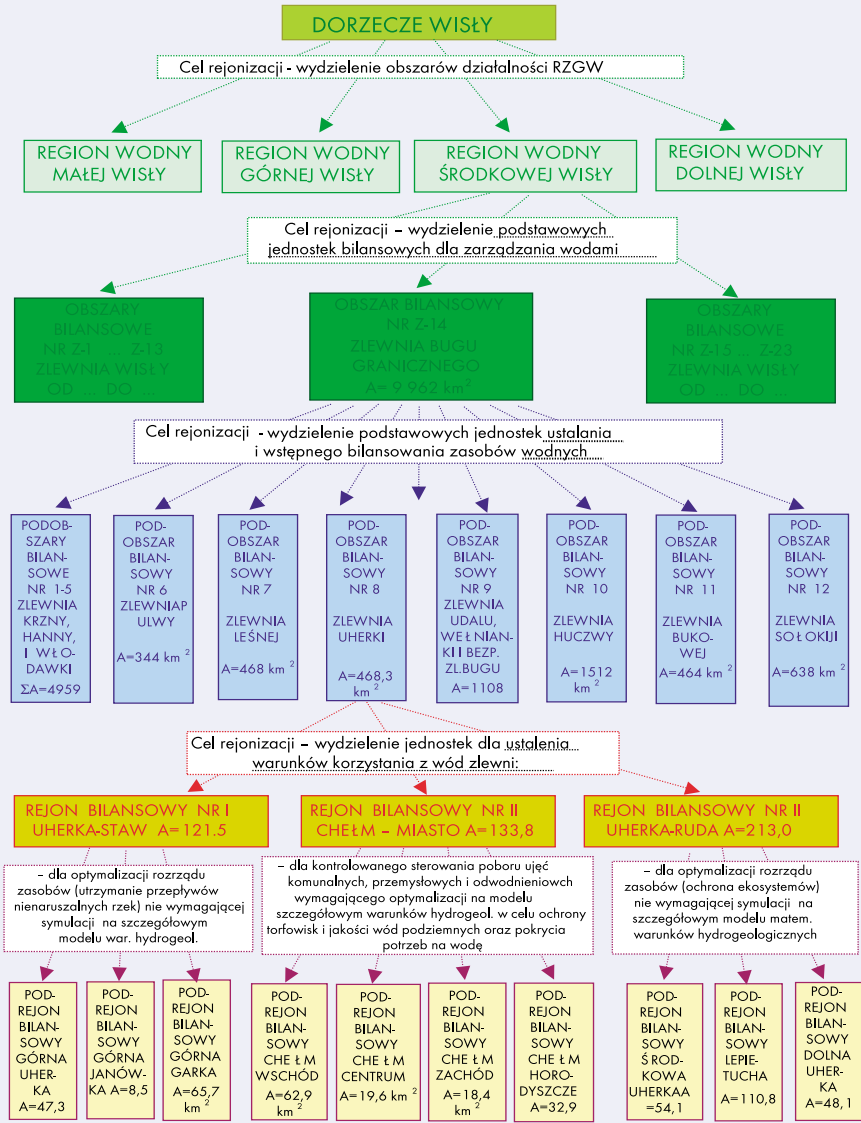 DORZECZE WISŁY
Cel rejonizacji - wydzielenie obszarów działalności RZGW
REGION WODNY
MAŁEJ WISŁY
REGION WODNY
GÓRNEJ WISŁY
REGION WODNY
ŚRODKOWEJ WISŁY
REGION WODNY
DOLNEJ WISŁY
Cel rejonizacji – wydzielenie podstawowych
jednostek bilansowych dla zarządzania wodami
OBSZARY
BILANSOWE
NR Z-1 ... Z-13
ZLEWNIA WISŁY
OD ... DO ...
OBSZAR BILANSOWY
NR Z-14
ZLEWNIA BUGU
GRANICZNEGO
A= 9 962 km²
OBSZARY
BILANSOWE
NR Z-15 ... Z-23
ZLEWNIA WISŁY
OD ... DO ...
Cel rejonizacji - wydzielenie podstawowych jednostek ustalania
i wstępnego bilansowania zasobów wodnych
PODOB-
SZARY
BILAN-
SOWE
NR 1-5
ZLEWNIA
KRZNY,
HANNY,
I WŁO-
DAWKI
ΣA=4959
POD-
OBSZAR
BILAN-
SOWY
NR 6
ZLEWNIAP
ULWY
A=344 km²
POD-
OBSZAR
BILAN-
SOWY
NR 7
ZLEWNIA
LEŚNEJ
A=468 km²
POD-
OBSZAR
BILAN-
SOWY
NR 8
ZLEWNIA
UHERKI
A=468,3
km²
POD-
OBSZAR
BILAN-
SOWY
NR 9
ZLEWNIA
UDALU,
WEŁNIAN-
KI I BEZP.
ZL.BUGU
A=1108
POD-
OBSZAR
BILAN-
SOWY
NR 10
ZLEWNIA
HUCZWY
A=1512
km²
POD-
OBSZAR
BILAN-
SOWY
NR 11
ZLEWNIA
BUKO-
WEJ
A=464 km²
POD-
OBSZAR
BILAN-
SOWY
NR 12
ZLEWNIA
SOŁOKIJI
A=638 km²
Cel rejonizacji – wydzielenie jednostek dla ustalenia
warunków korzystania z wód zlewni:
REJON BILANSOWY NR I
UHERKA-STAW A=121.5
REJON BILANSOWY NR II
CHEŁM – MIASTO A=133,8
REJON BILANSOWY NR II
UHERKA-RUDA A=213,0
– dla optymalizacji rozrządu
zasobów (utrzymanie przepływów
nienaruszalnych rzek) nie wymagającej
symulacji na szczegółowym
modelu war. hydrogeol.
– dla kontrolowanego sterowania poboru ujęć
komunalnych, przemysłowych i odwodnieniowch
wymagającego optymalizacji na modelu
szczegółowym warunków hydrogeol. w celu ochrony
torfowisk i jakości wód podziemnych oraz pokrycia
potrzeb na wodę
– dla optymalizacji rozrządu
zasobów (ochrona ekosystemów)
nie wymagającej symulacji na
szczegółowym modelu matem.
warunków hydrogeologicznych
POD-
REJON
BILAN-
SOWY
GÓRNA
UHER-
KA
A=47,3
POD-
REJON
BILAN-
SOWY
GÓRNA
JANÓW-
KA A=8,5
POD-
REJON
BILAN-
SOWY
GÓRNA
GARKA
A=65,7
km²
POD-
REJON
BILAN-
SOWY
CHEŁM
WSCHÓD
A=62,9
km²
POD-
REJON
BILAN-
SOWY
CHEŁM
CENTRUM
A=19,6 km²
POD-
REJON
BILAN-
SOWY
CHEŁM
ZACHÓD
A=18,4
km²
POD-
REJON
BILAN-
SOWY
CHEŁM
HORO-
DYSZCZE
A=32,9
POD-
REJON
BILAN-
SOWY
ŚROD-
KOWA
UHERKAA
=54,1
POD-
REJON
BILAN-
SOWY
LEPIE-
TUCHA
A=110,8
POD-
REJON
BILAN-
SOWY
DOLNA
UHER-
KA
A=48,1